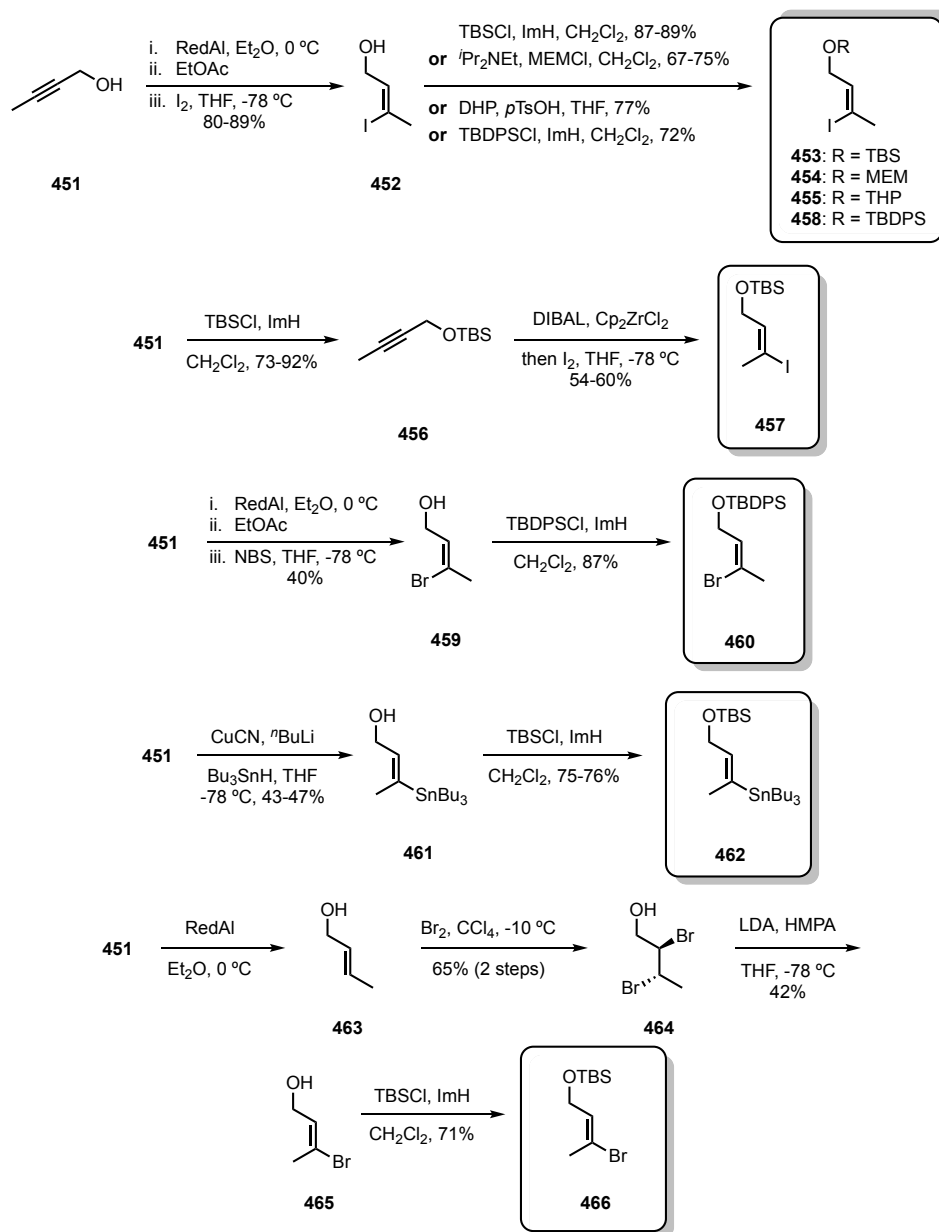 OH
451
i. RedAl, Et₂O, 0 ºC
ii. EtOAc
iii. I₂, THF, -78 ºC
80-89%
OH
I
452
TBSCl, ImH, CH₂Cl₂, 87-89%
or ⁱPr₂NEt, MEMCl, CH₂Cl₂, 67-75%
or DHP, pTsOH, THF, 77%
or TBDPSCl, ImH, CH₂Cl₂, 72%
OR
I
453: R = TBS
454: R = MEM
455: R = THP
458: R = TBDPS
451
TBSCl, ImH
CH₂Cl₂, 73-92%
OTBS
456
DIBAL, Cp₂ZrCl₂
then I₂, THF, -78 ºC
54-60%
OTBS
I
457
451
i. RedAl, Et₂O, 0 ºC
ii. EtOAc
iii. NBS, THF, -78 ºC
40%
OH
Br
459
TBDPSCl, ImH
CH₂Cl₂, 87%
OTBDPS
Br
460
451
CuCN, ⁿBuLi
Bu₃SnH, THF
-78 ºC, 43-47%
OH
SnBu₃
461
TBSCl, ImH
CH₂Cl₂, 75-76%
OTBS
SnBu₃
462
451
RedAl
Et₂O, 0 ºC
OH
463
Br₂, CCl₄, -10 ºC
65% (2 steps)
OH
Br
Br
464
LDA, HMPA
THF, -78 ºC
42%
OH
Br
465
TBSCl, ImH
CH₂Cl₂, 71%
OTBS
Br
466